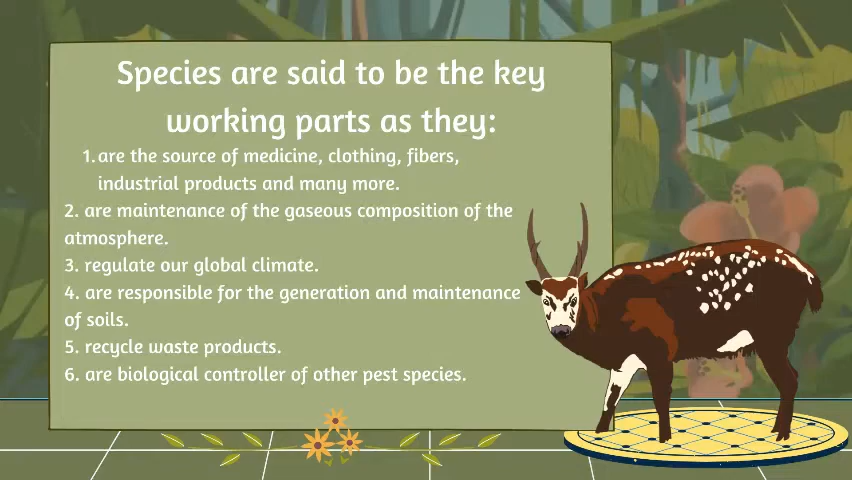 Species are said to be the key
working parts as they:
1. are the source of medicine, clothing, fibers,
industrial products and many more.
2. are maintenance of the gaseous composition of the
atmosphere.
3. regulate our global climate.
4. are responsible for the generation and maintenance
of soils.
5. recycle waste products.
6. are biological controller of other pest species.